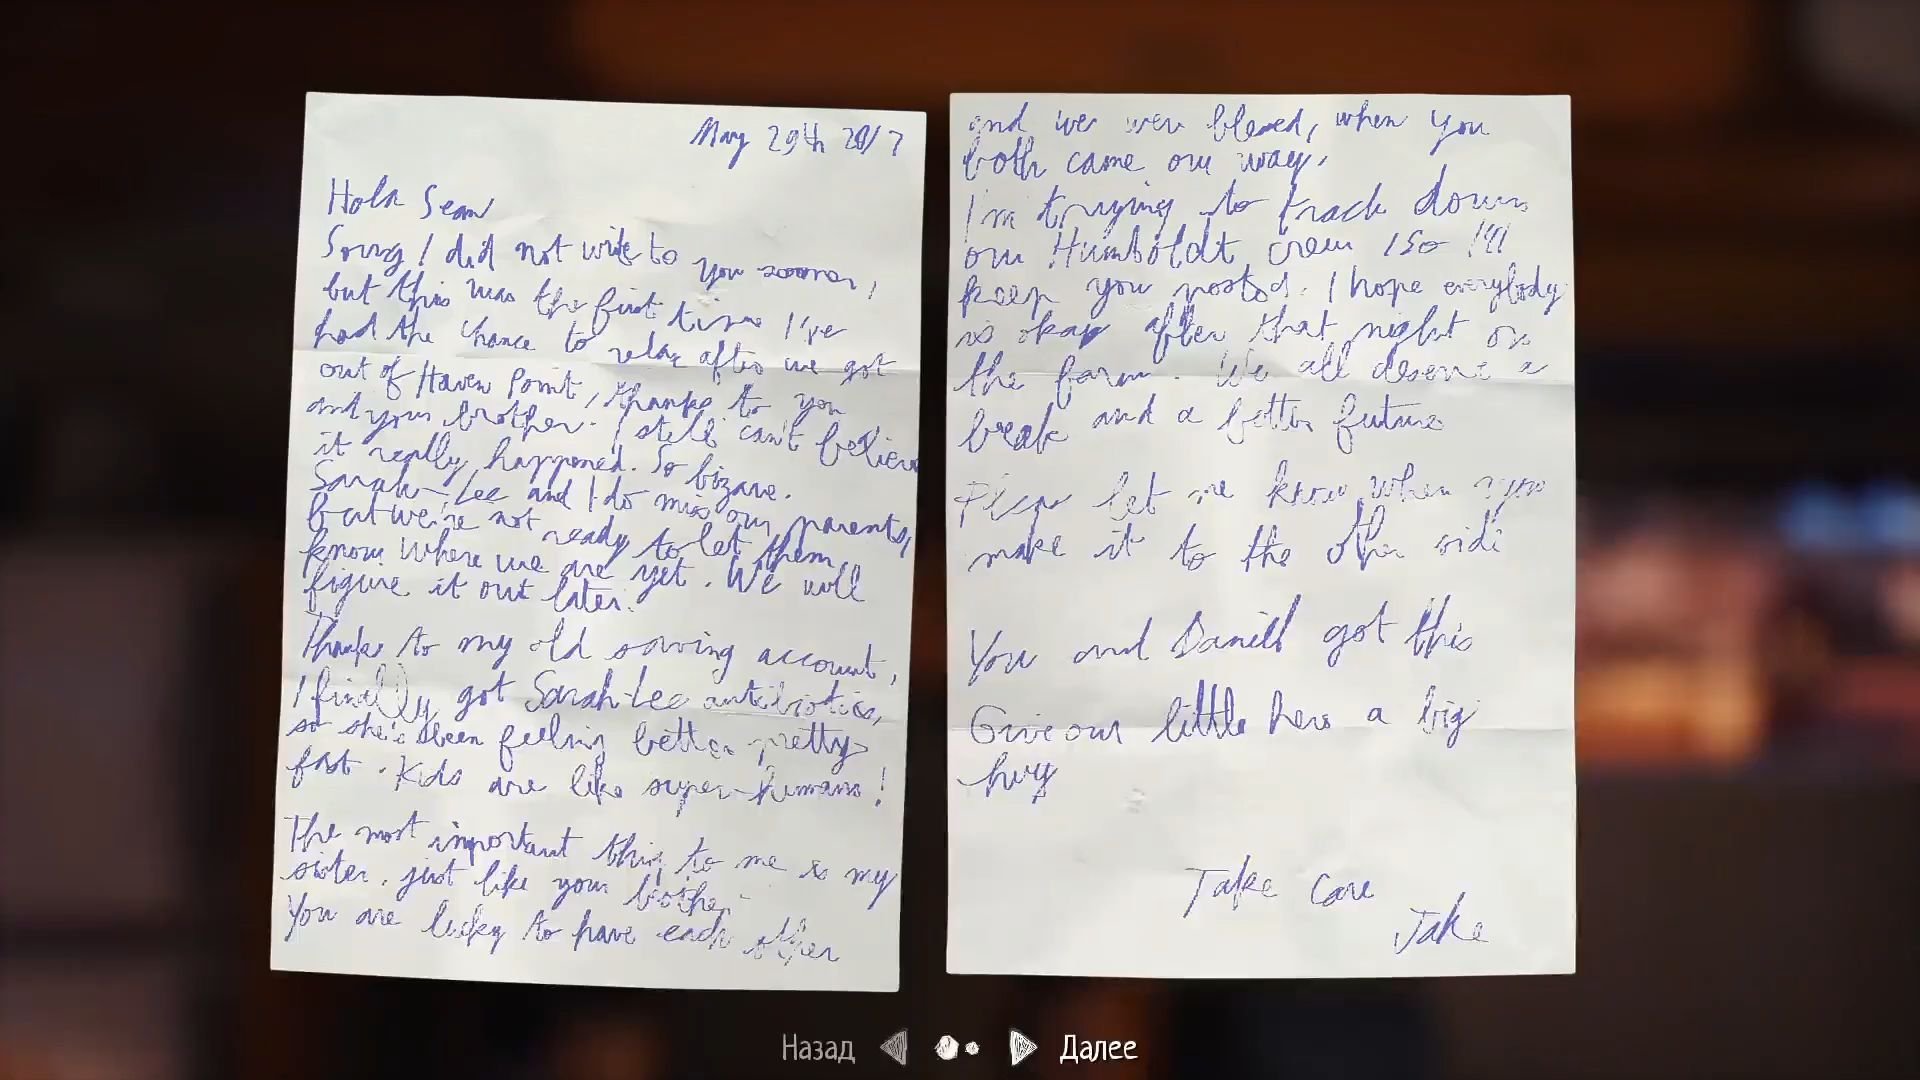 May 29th 2017
Hola Sean
Sorry I did not write to you sooner,
but this was the first time I've
had the chance to relax after we got
out of Haven Point, thanks to you
and your brother. I still can't believe
it really happened. So bizare.
Sarah-Lee and I do miss our parents,
but we're not ready to let them
know where we are yet. We will
figure it out later.
Thanks to my old saving account,
I finally got Sarah-Lee antibiotics,
so she's been feeling better pretty
fast. Kids are like super-humans!
The most important thing to me is my
sister, just like your brother.
You are lucky to have each other
and we were blessed, when you
both came our way.
I'm trying to track down
our Humboldt crew so I'll
keep you posted. I hope everybody
is okay after that night on
the farm. We all deserve a
break and a better future
Please let me know when you
make it to the other side
You and Daniel got this
Give our little hero a big
hug
Take Care
Jake
Назад
Далее